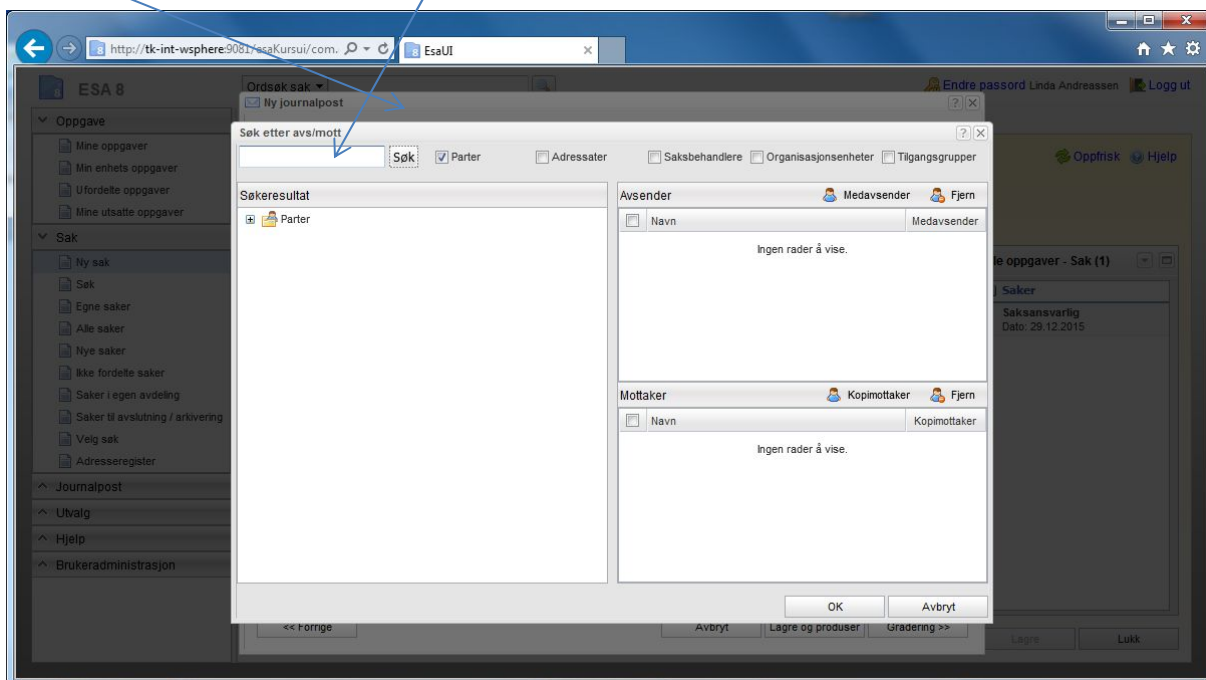 http://tk-int-wsphere:9081/esaKursui/com.
EsaUI
ESA 8
Ordsøk sak
Endre passord Linda Andreassen
Logg ut
Ny journalpost
Oppgave
Mine oppgaver
Min enhets oppgaver
Ufordelte oppgaver
Mine utsatte oppgaver
Sak
Ny sak
Søk
Egne saker
Alle saker
Nye saker
Ikke fordelte saker
Saker i egen avdeling
Saker til avslutning / arkivering
Velg søk
Adresseregister
Journalpost
Utvalg
Hjelp
Brukeradministrasjon
Søk etter avs/mott
Søk
Parter
Adressater
Saksbehandlere
Organisasjonsenheter
Tilgangsgrupper
Søkeresultat
Parter
Avsender
Medavsender
Fjern
Navn
Medavsender
Ingen rader å vise.
Mottaker
Kopimottaker
Fjern
Navn
Kopimottaker
Ingen rader å vise.
OK
Avbryt
<< Forrige
Avbryt
Lagre og produser
Gradering >>
Oppfrisk
Hjelp
le oppgaver - Sak (1)
Saker
Saksansvarlig
Dato: 29.12.2015
Lagre
Lukk